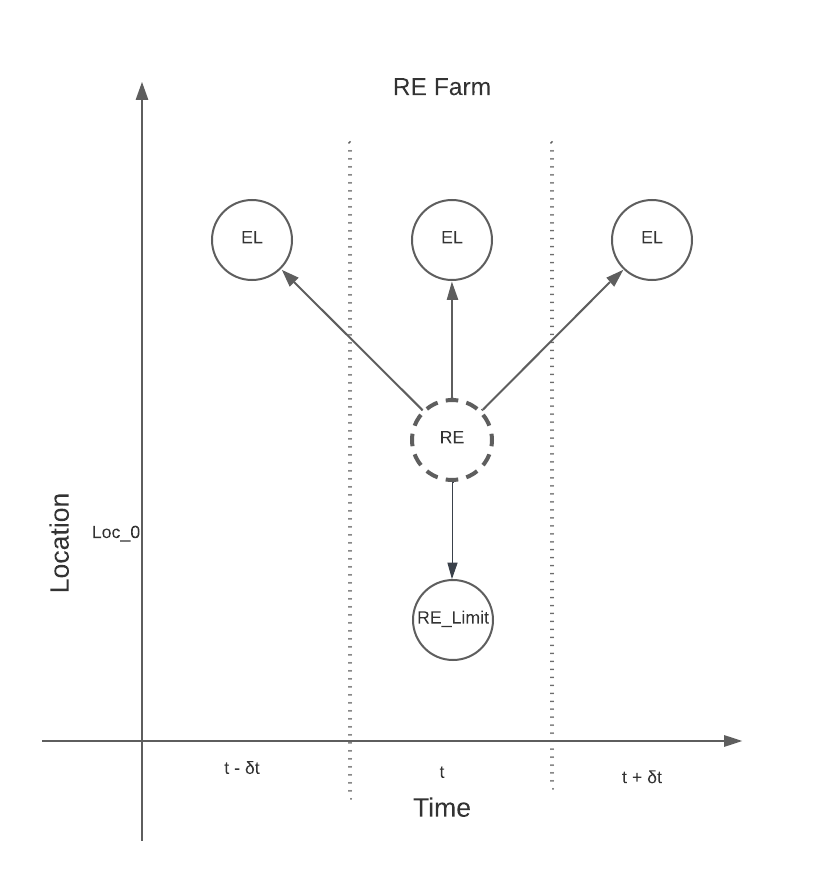 RE Farm
EL
EL
EL
RE
Location
Loc_0
RE_Limit
t - δt
t
t + δt
Time